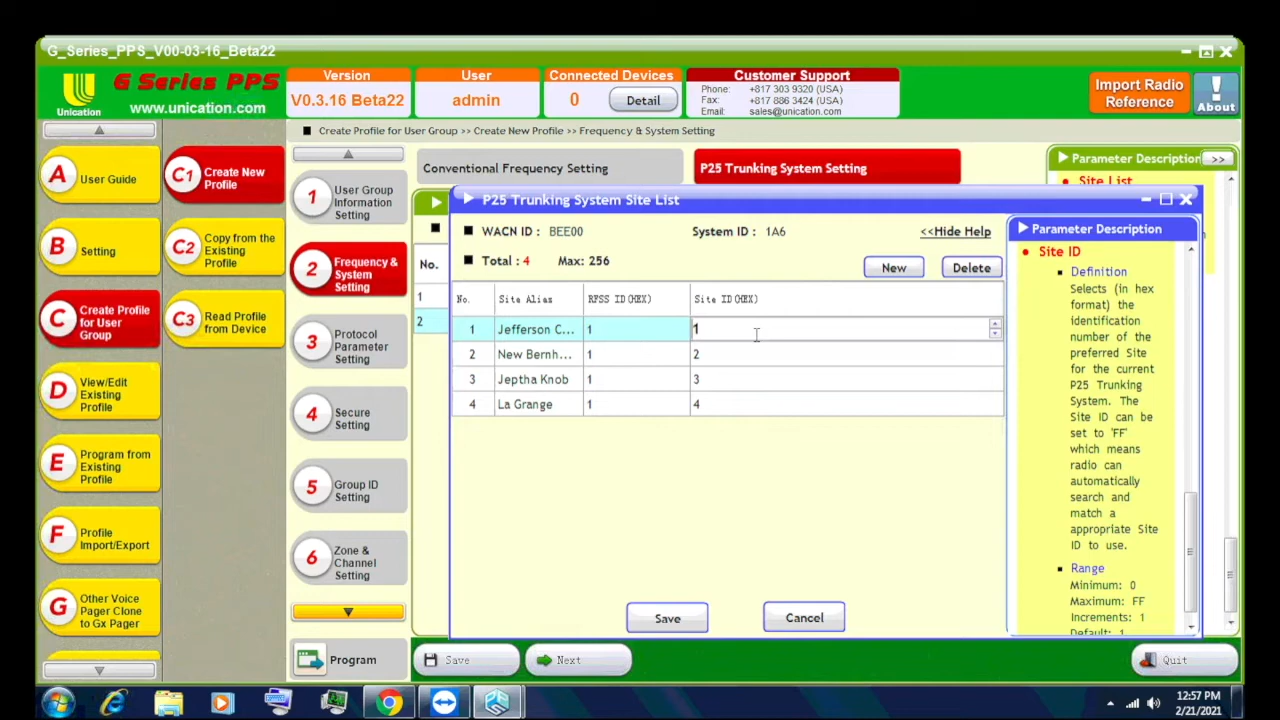 G_Series_PPS_V00-03-16_Beta22
Unication
G Series PPS
www.unication.com
Version
V0.3.16 Beta22
User
admin
Connected Devices
0
Detail
Customer Support
Phone: +817 303 9320 (USA)
Fax: +817 886 3424 (USA)
Email: sales@unication.com
Import Radio
Reference
!
About
A
User Guide
B
Setting
C
Create Profile
for User
Group
D
View/Edit
Existing
Profile
E
Program from
Existing
Profile
F
Profile
Import/Export
G
Other Voice
Pager Clone
to Gx Pager
C1
Create New
Profile
C2
Copy from the
Existing
Profile
C3
Read Profile
from Device
Create Profile for User Group >> Create New Profile >> Frequency & System Setting
1
User Group
Information
Setting
2
Frequency &
System
Setting
3
Protocol
Parameter
Setting
4
Secure
Setting
5
Group ID
Setting
6
Zone &
Channel
Setting
Program
Conventional Frequency Setting
P25 Trunking System Setting
Parameter Description
>>
Site List
No.
1
2
P25 Trunking System Site List
WACN ID : BEE00
System ID : 1A6
<<Hide Help
Total : 4 Max: 256
New
Delete
No. Site Alias RFSS ID(HEX) Site ID(HEX)
1 Jefferson C... 1 1
2 New Bernh... 1 2
3 Jeptha Knob 1 3
4 La Grange 1 4
Save
Cancel
Parameter Description
Site ID
Definition
Selects (in hex
format) the
identification
number of the
preferred Site
for the current
P25 Trunking
System. The
Site ID can be
set to 'FF'
which means
radio can
automatically
search and
match a
appropriate Site
ID to use.
Range
Minimum: 0
Maximum: FF
Increments: 1
Default: 1
Save
Next
Quit
12:57 PM
2/21/2021